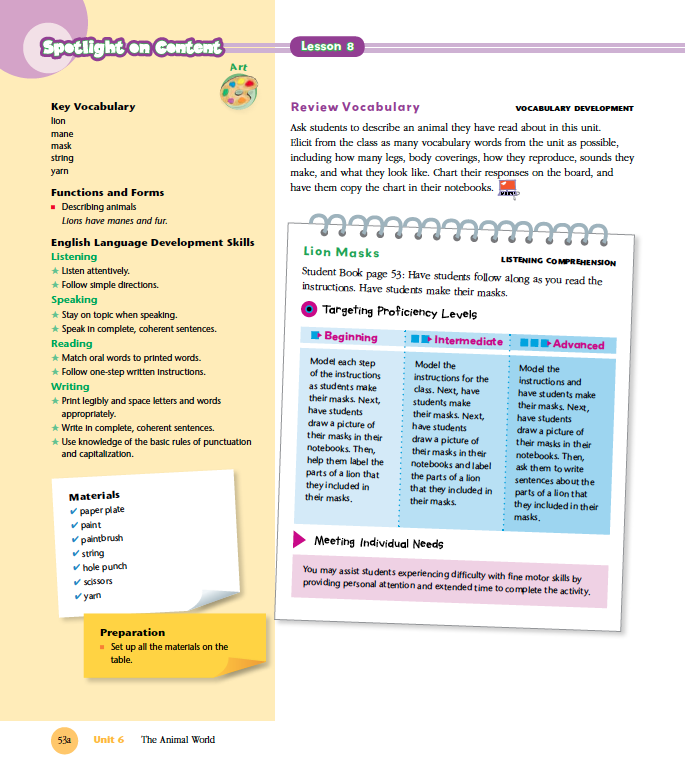 Spotlight on Content
Lesson 8
Art
Key Vocabulary
lion
mane
mask
string
yarn
Functions and Forms
Describing animals
Lions have manes and fur.
English Language Development Skills
Listening
Listen attentively.
Follow simple directions.
Speaking
Stay on topic when speaking.
Speak in complete, coherent sentences.
Reading
Match oral words to printed words.
Follow one-step written instructions.
Writing
Print legibly and space letters and words
appropriately.
Write in complete, coherent sentences.
Use knowledge of the basic rules of punctuation
and capitalization.
Materials
paper plate
paint
paintbrush
string
hole punch
scissors
yarn
Preparation
Set up all the materials on the
table.
Review Vocabulary
VOCABULARY DEVELOPMENT
Ask students to describe an animal they have read about in this unit.
Elicit from the class as many vocabulary words from the unit as possible,
including how many legs, body coverings, how they reproduce, sounds they
make, and what they look like. Chart their responses on the board, and
have them copy the chart in their notebooks.
Lion Masks
LISTENING COMPREHENSION
Student Book page 53: Have students follow along as you read the
instructions. Have students make their masks.
Targeting Proficiency Levels
Beginning
Model each step
of the instructions
as students make
their masks. Next,
have students
draw a picture of
their masks in their
notebooks. Then,
help them label the
parts of a lion that
they included in
their masks.
Intermediate
Model the
instructions for the
class. Next, have
students make
their masks. Next,
have students
draw a picture of
their masks in their
notebooks and label
the parts of a lion
that they included in
their masks.
Advanced
Model the
instructions and
have students make
their masks. Next,
have students
draw a picture of
their masks in their
notebooks. Then,
ask them to write
sentences about the
parts of a lion that
they included in their
masks.
Meeting Individual Needs
You may assist students experiencing difficulty with fine motor skills by
providing personal attention and extended time to complete the activity.
53a Unit 6 The Animal World